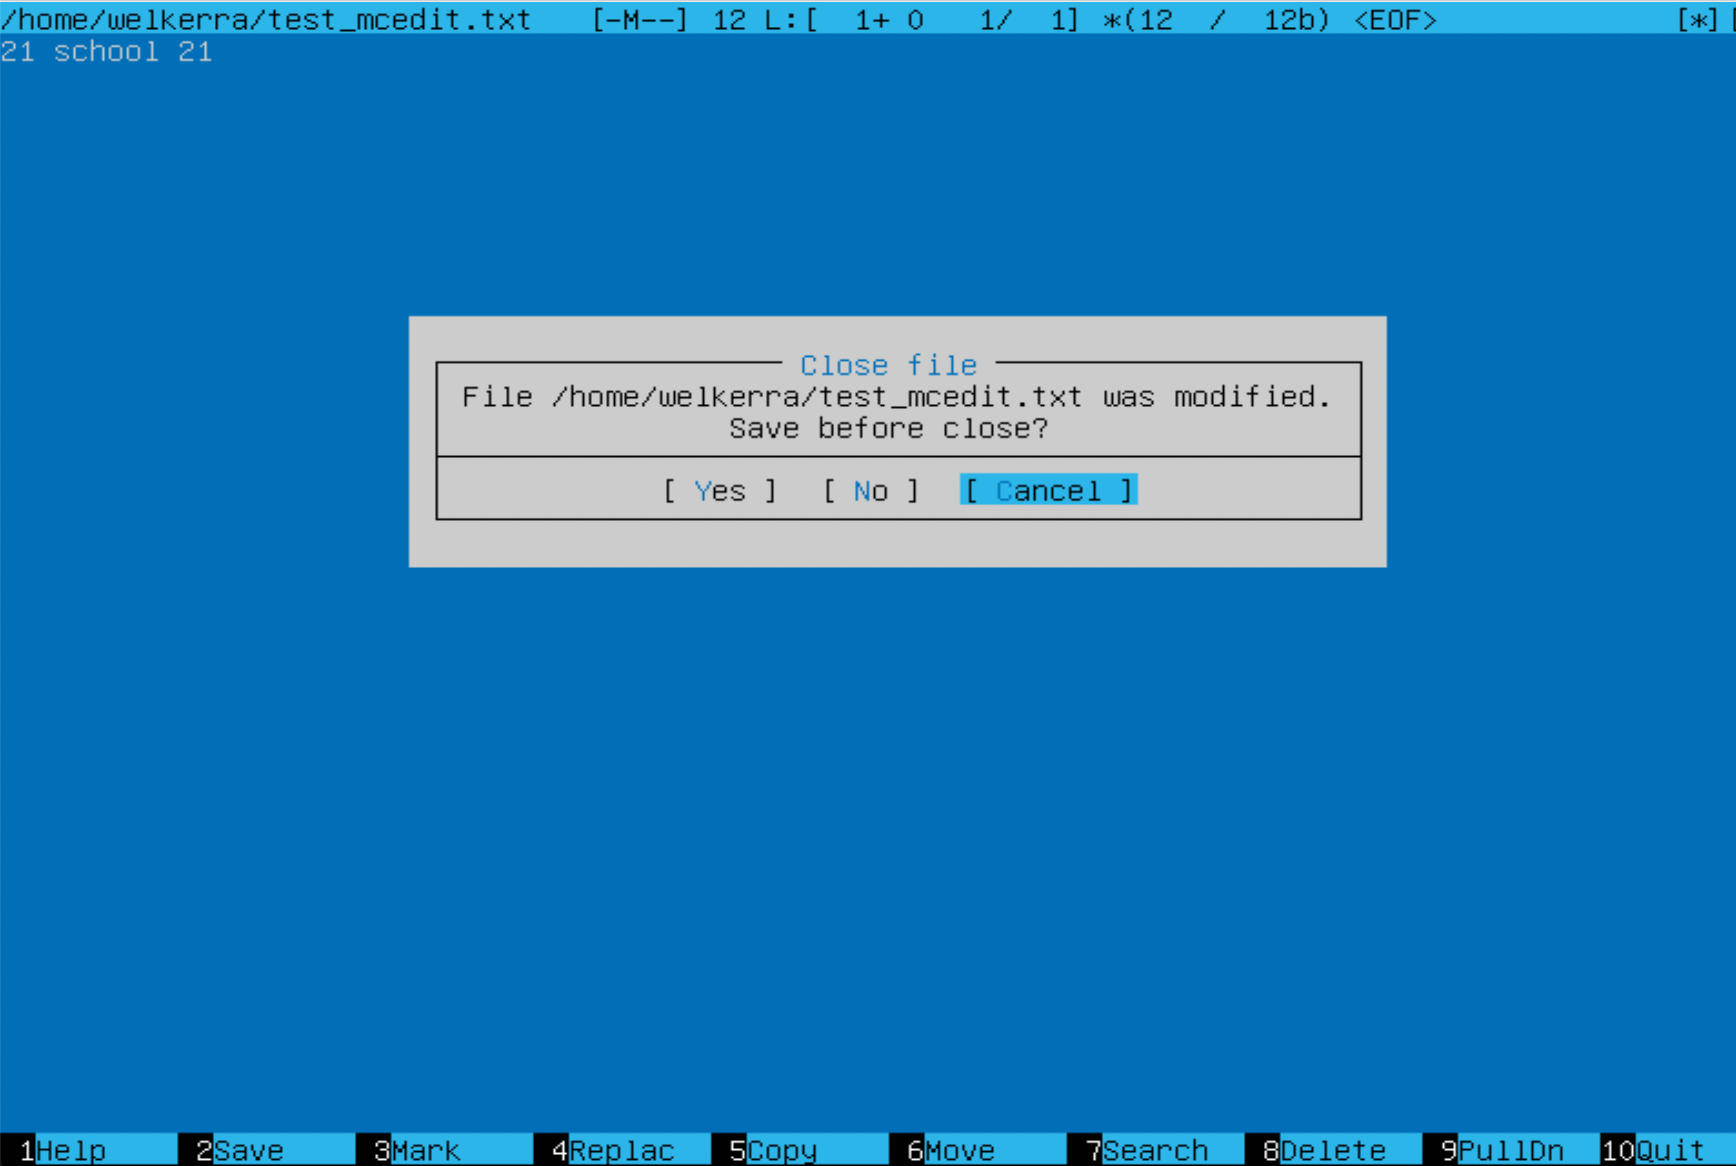 /home/welkerra/test_mcedit.txt [-M--] 12 L:[ 1+ 0 1/ 1] *(12 / 12b) <EOF> [*][
21 school 21
Close file
File /home/welkerra/test_mcedit.txt was modified.
Save before close?
[ Yes ] [ No ] [ Cancel ]
1Help 2Save 3Mark 4Replac 5Copy 6Move 7Search 8Delete 9PullDn 10Quit